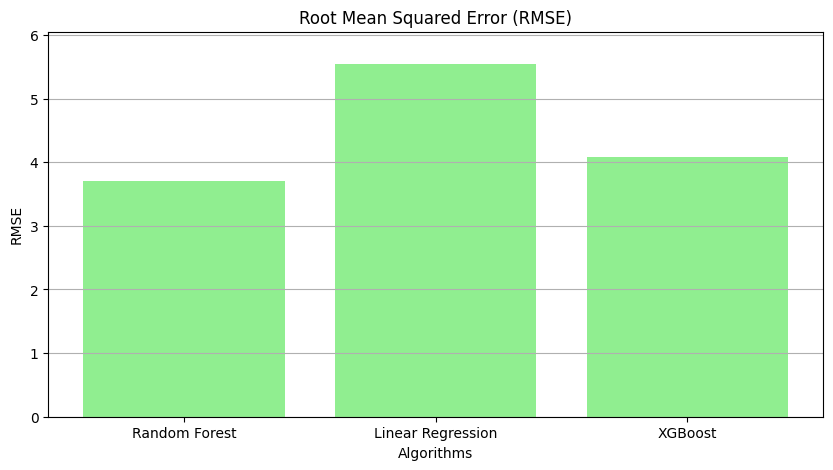 Root Mean Squared Error (RMSE)
6
5
4
3
2
1
0
RMSE
Random Forest
Linear Regression
XGBoost
Algorithms